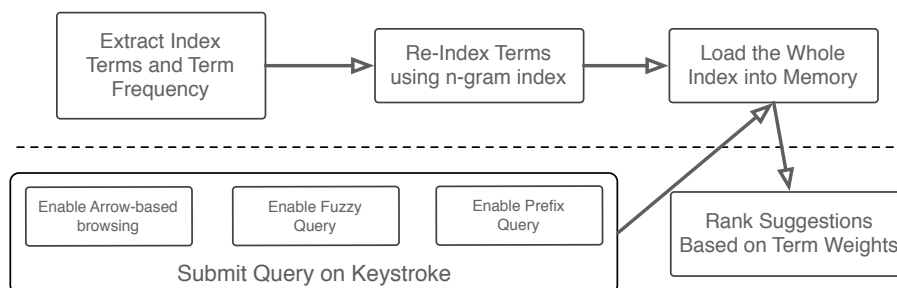 Extract Index
Terms and Term
Frequency
Re-Index Terms
using n-gram index
Load the Whole
Index into Memory
Enable Arrow-based
browsing
Enable Fuzzy
Query
Enable Prefix
Query
Submit Query on Keystroke
Rank Suggestions
Based on Term Weights